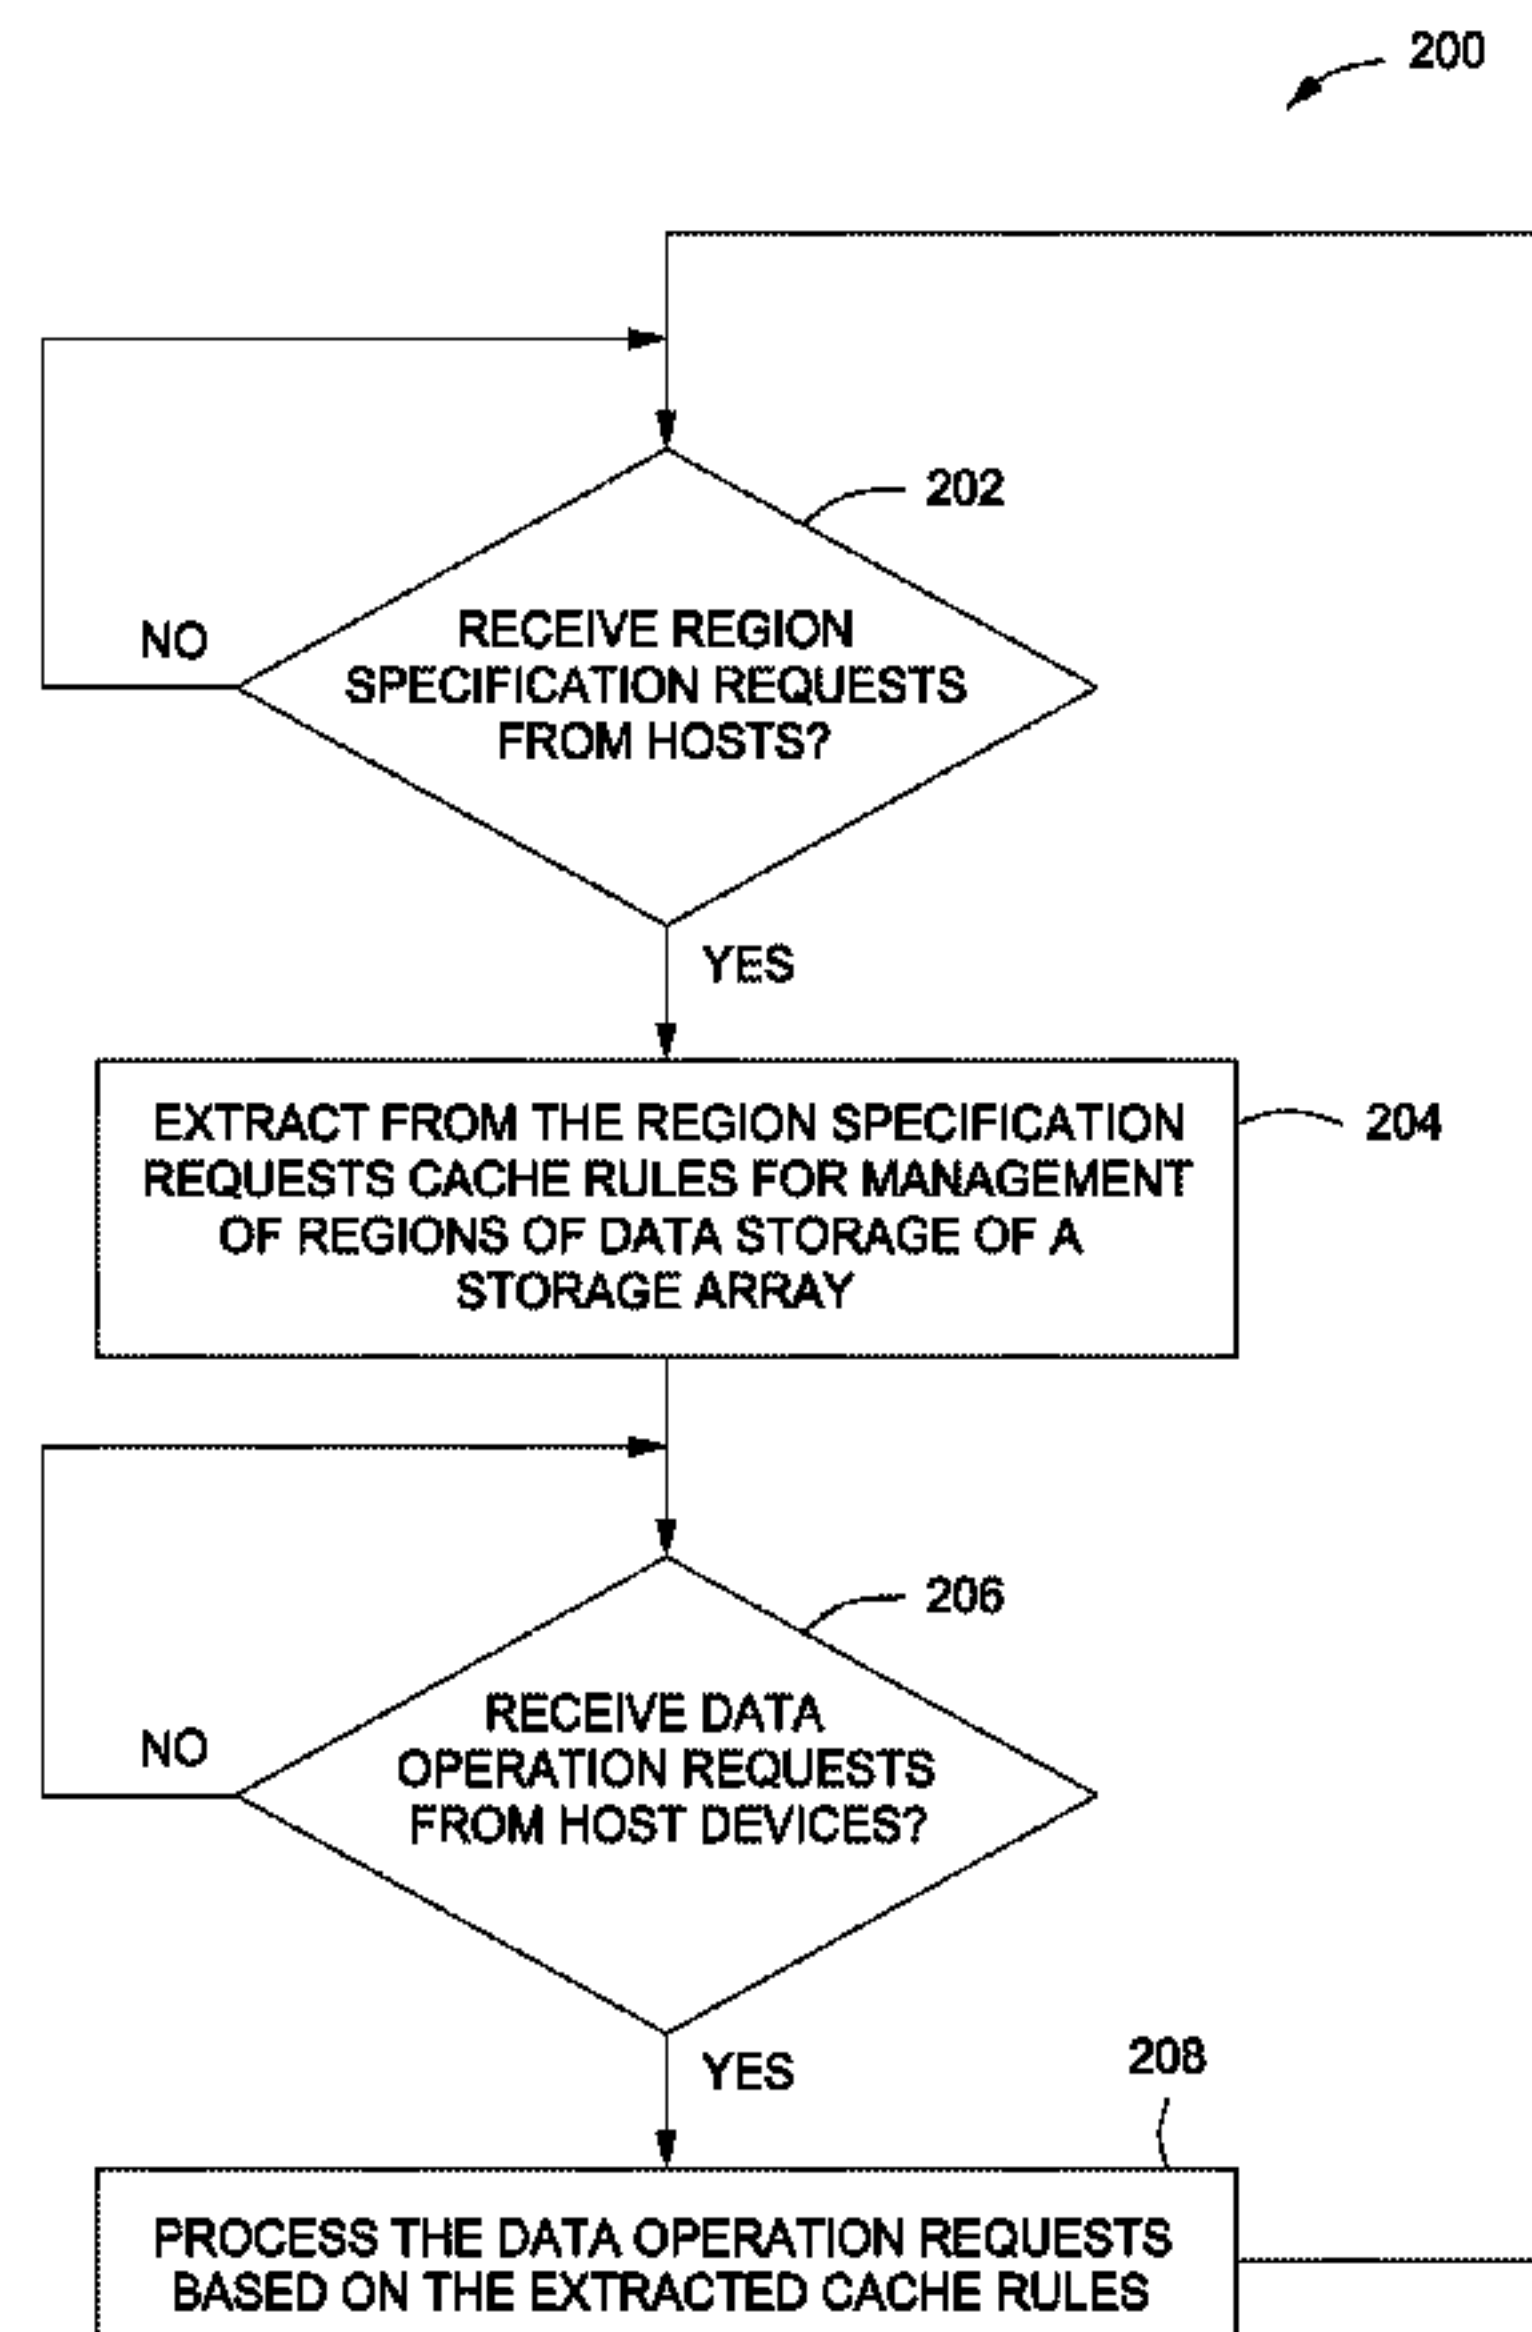 200
202
RECEIVE REGION
SPECIFICATION REQUESTS
FROM HOSTS?
NO
YES
EXTRACT FROM THE REGION SPECIFICATION
REQUESTS CACHE RULES FOR MANAGEMENT
OF REGIONS OF DATA STORAGE OF A
STORAGE ARRAY
204
206
RECEIVE DATA
OPERATION REQUESTS
FROM HOST DEVICES?
NO
YES
208
PROCESS THE DATA OPERATION REQUESTS
BASED ON THE EXTRACTED CACHE RULES